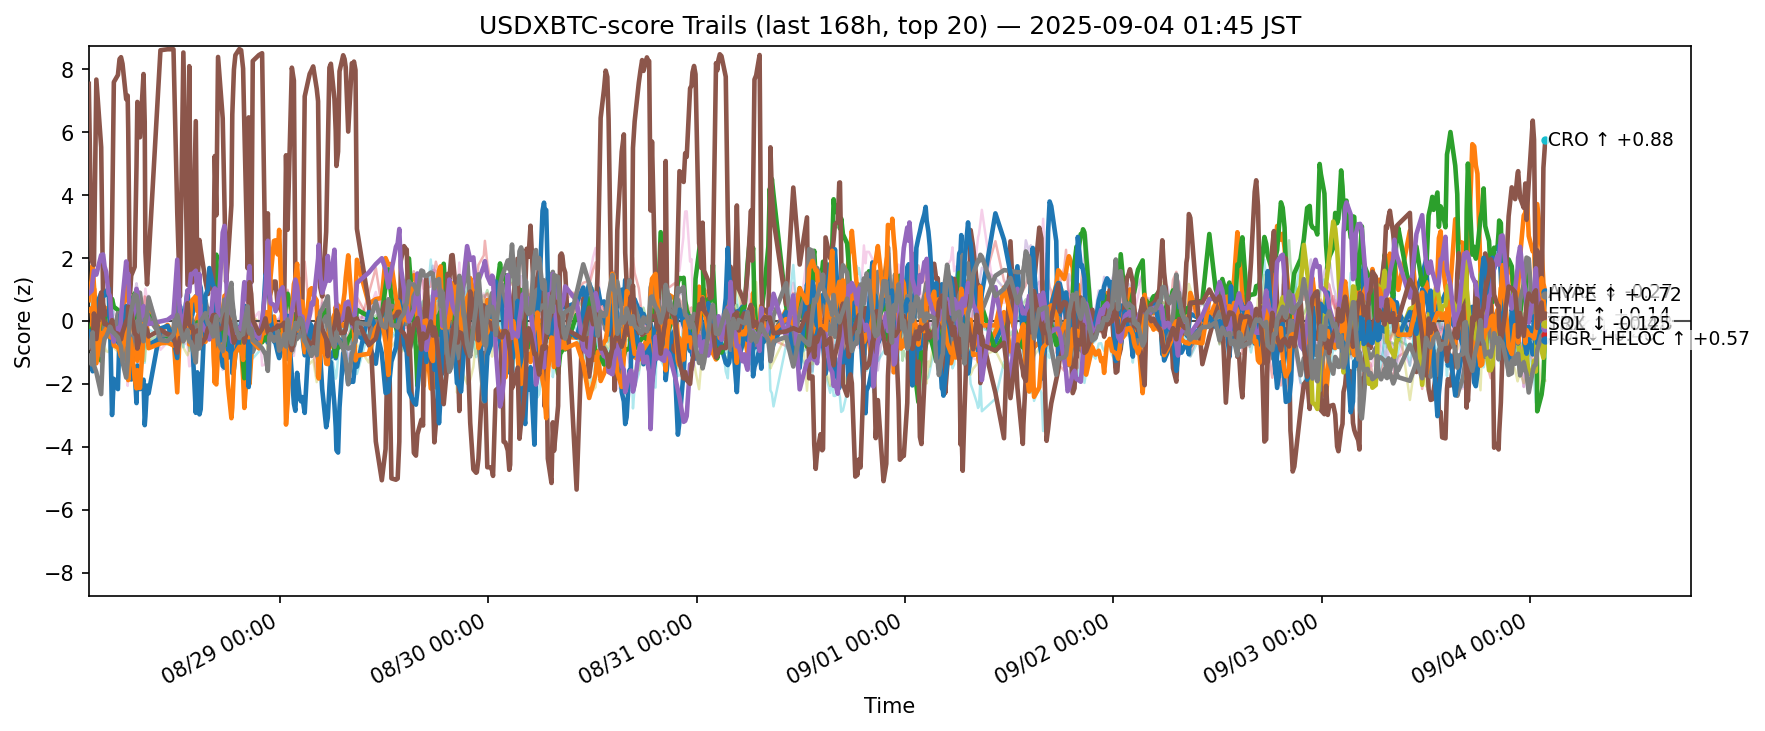 USDXBTC-score Trails (last 168h, top 20) — 2025-09-04 01:45 JST
Score (z)
8
6
4
2
0
−2
−4
−6
−8
CRO ↑ +0.88
HYPE ↑ +0.72
ETH ↑ +0.14
SOL
FIGR_HELOC ↑ +0.57
08/29 00:00
08/30 00:00
08/31 00:00
09/01 00:00
09/02 00:00
09/03 00:00
09/04 00:00
Time